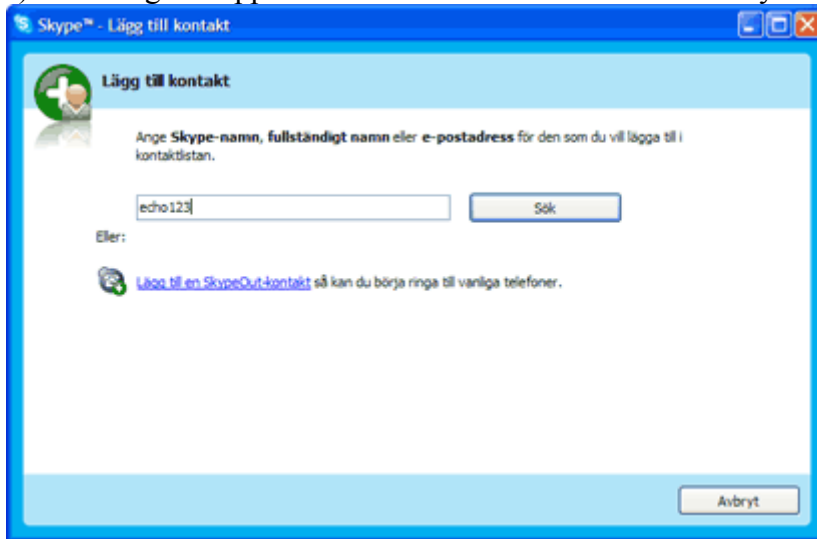 Skype™ - Lägg till kontakt
Lägg till kontakt
Ange Skype-namn, fullständigt namn eller e-postadress för den som du vill lägga till i
kontaktlistan.
echo123
Sök
Eller:
Lägg till en SkypeOut-kontakt så kan du börja ringa till vanliga telefoner.
Avbryt